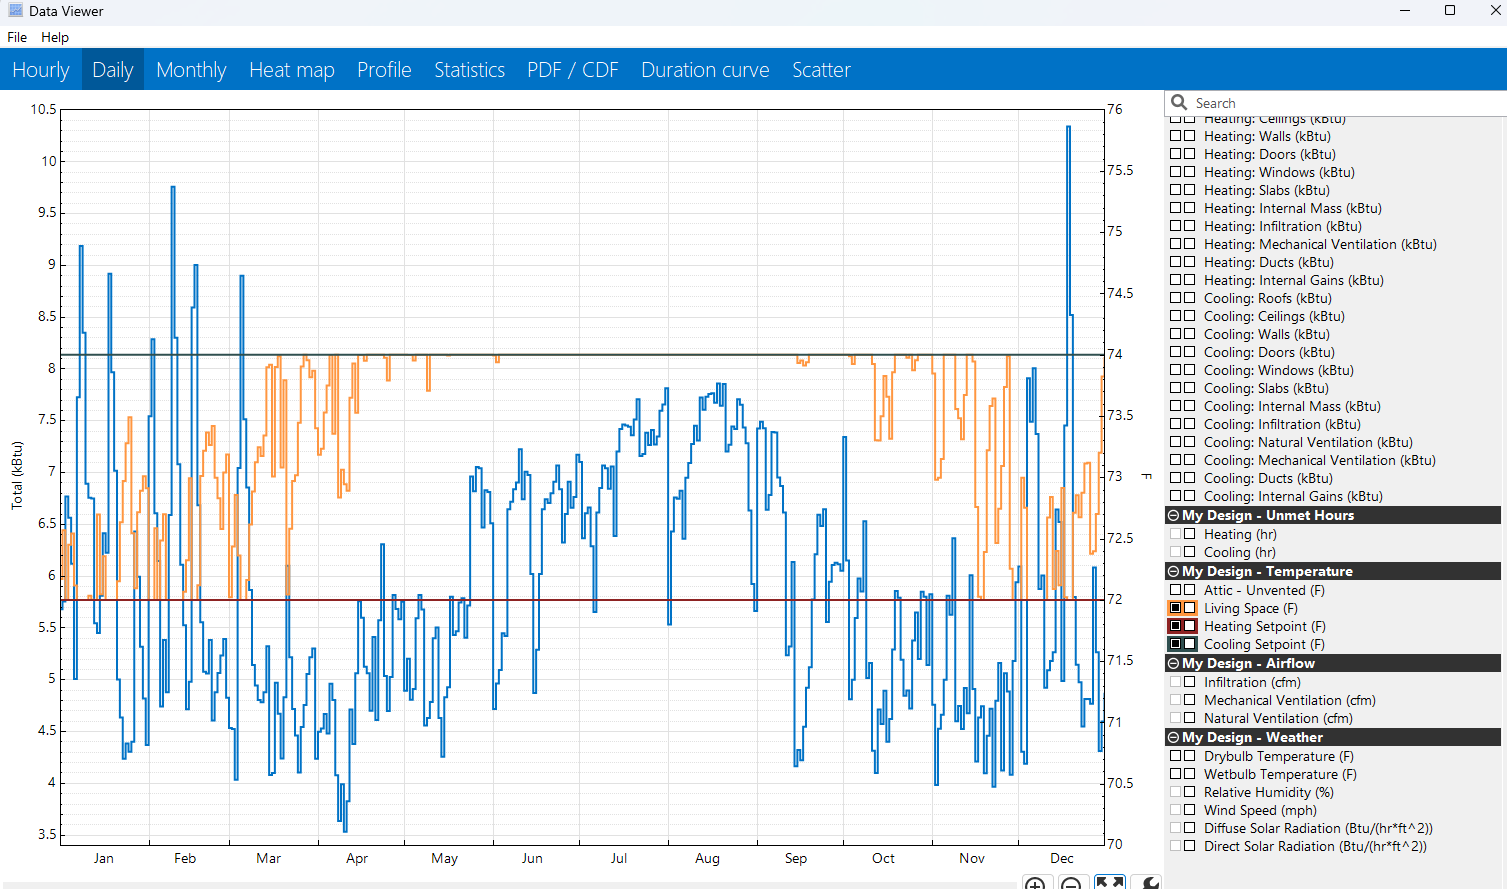 Data Viewer
File Help
Hourly Daily Monthly Heat map Profile Statistics PDF / CDF Duration curve Scatter
Search
10.5
10
9.5
9
8.5
8
7.5
7
6.5
6
5.5
5
4.5
4
3.5
Total (kBtu)
76
75.5
75
74.5
74
73.5
73
72.5
72
71.5
71
70.5
70
F
Jan Feb Mar Apr May Jun Jul Aug Sep Oct Nov Dec
Heating: Ceilings (kBtu)
Heating: Walls (kBtu)
Heating: Doors (kBtu)
Heating: Windows (kBtu)
Heating: Slabs (kBtu)
Heating: Internal Mass (kBtu)
Heating: Infiltration (kBtu)
Heating: Mechanical Ventilation (kBtu)
Heating: Ducts (kBtu)
Heating: Internal Gains (kBtu)
Cooling: Roofs (kBtu)
Cooling: Ceilings (kBtu)
Cooling: Walls (kBtu)
Cooling: Doors (kBtu)
Cooling: Windows (kBtu)
Cooling: Slabs (kBtu)
Cooling: Internal Mass (kBtu)
Cooling: Infiltration (kBtu)
Cooling: Natural Ventilation (kBtu)
Cooling: Mechanical Ventilation (kBtu)
Cooling: Ducts (kBtu)
Cooling: Internal Gains (kBtu)
My Design - Unmet Hours
Heating (hr)
Cooling (hr)
My Design - Temperature
Attic - Unvented (F)
Living Space (F)
Heating Setpoint (F)
Cooling Setpoint (F)
My Design - Airflow
Infiltration (cfm)
Mechanical Ventilation (cfm)
Natural Ventilation (cfm)
My Design - Weather
Drybulb Temperature (F)
Wetbulb Temperature (F)
Relative Humidity (%)
Wind Speed (mph)
Diffuse Solar Radiation (Btu/(hr*ft^2))
Direct Solar Radiation (Btu/(hr*ft^2))